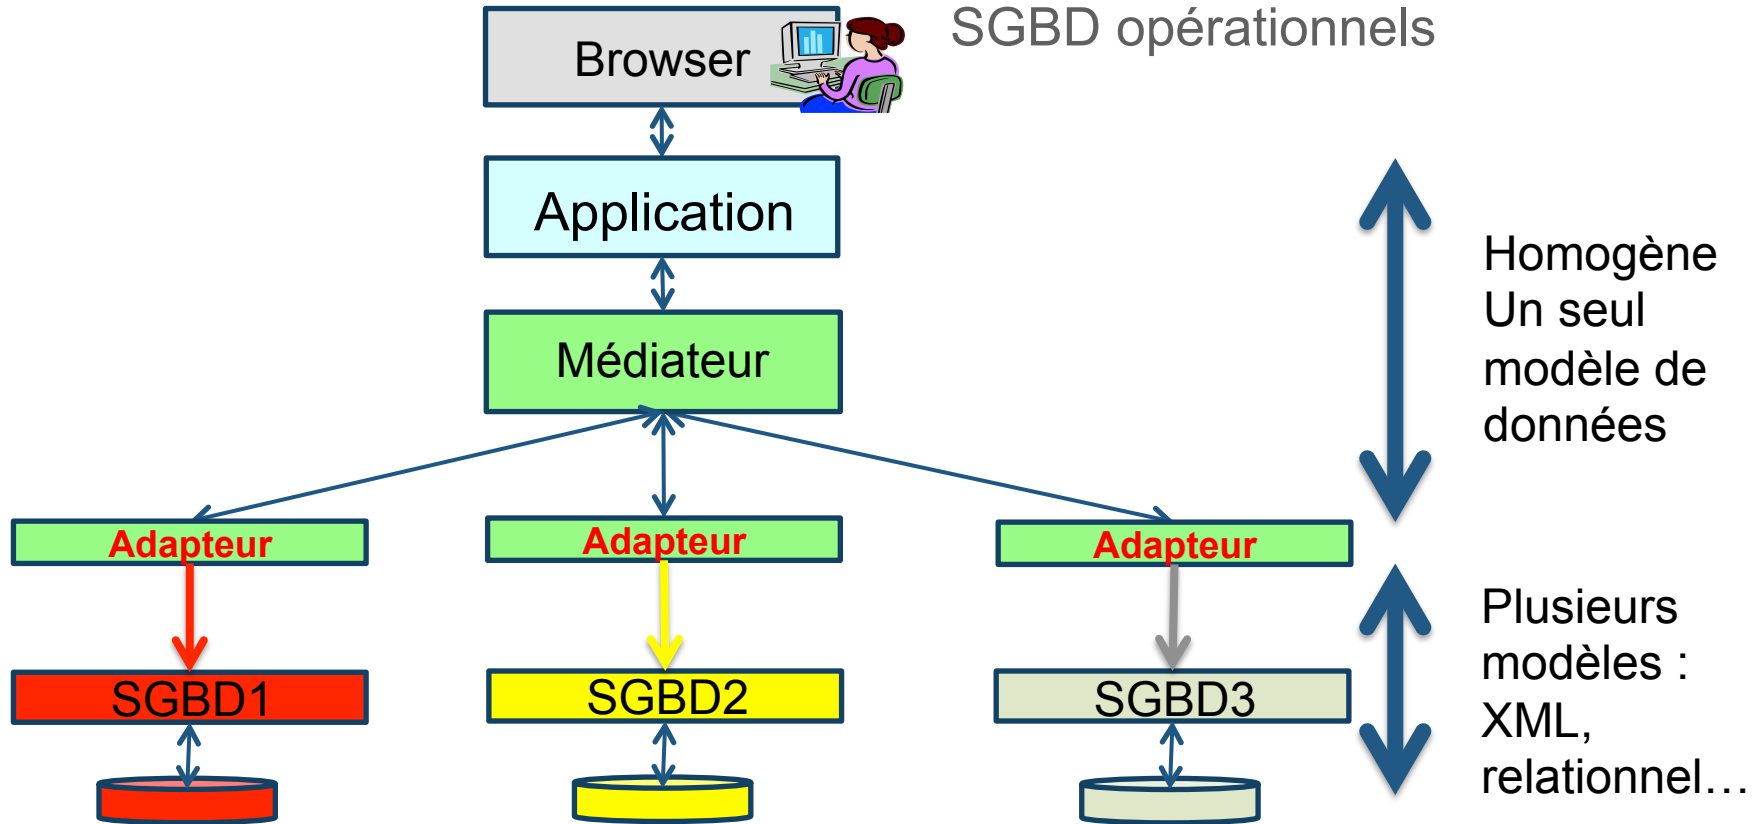 SGBD opérationnels
Browser
Application
Médiateur
Homogène
Un seul
modèle de
données
Adapteur
Adapteur
Adapteur
Plusieurs
modèles :
XML,
relationnel…
SGBD1
SGBD2
SGBD3